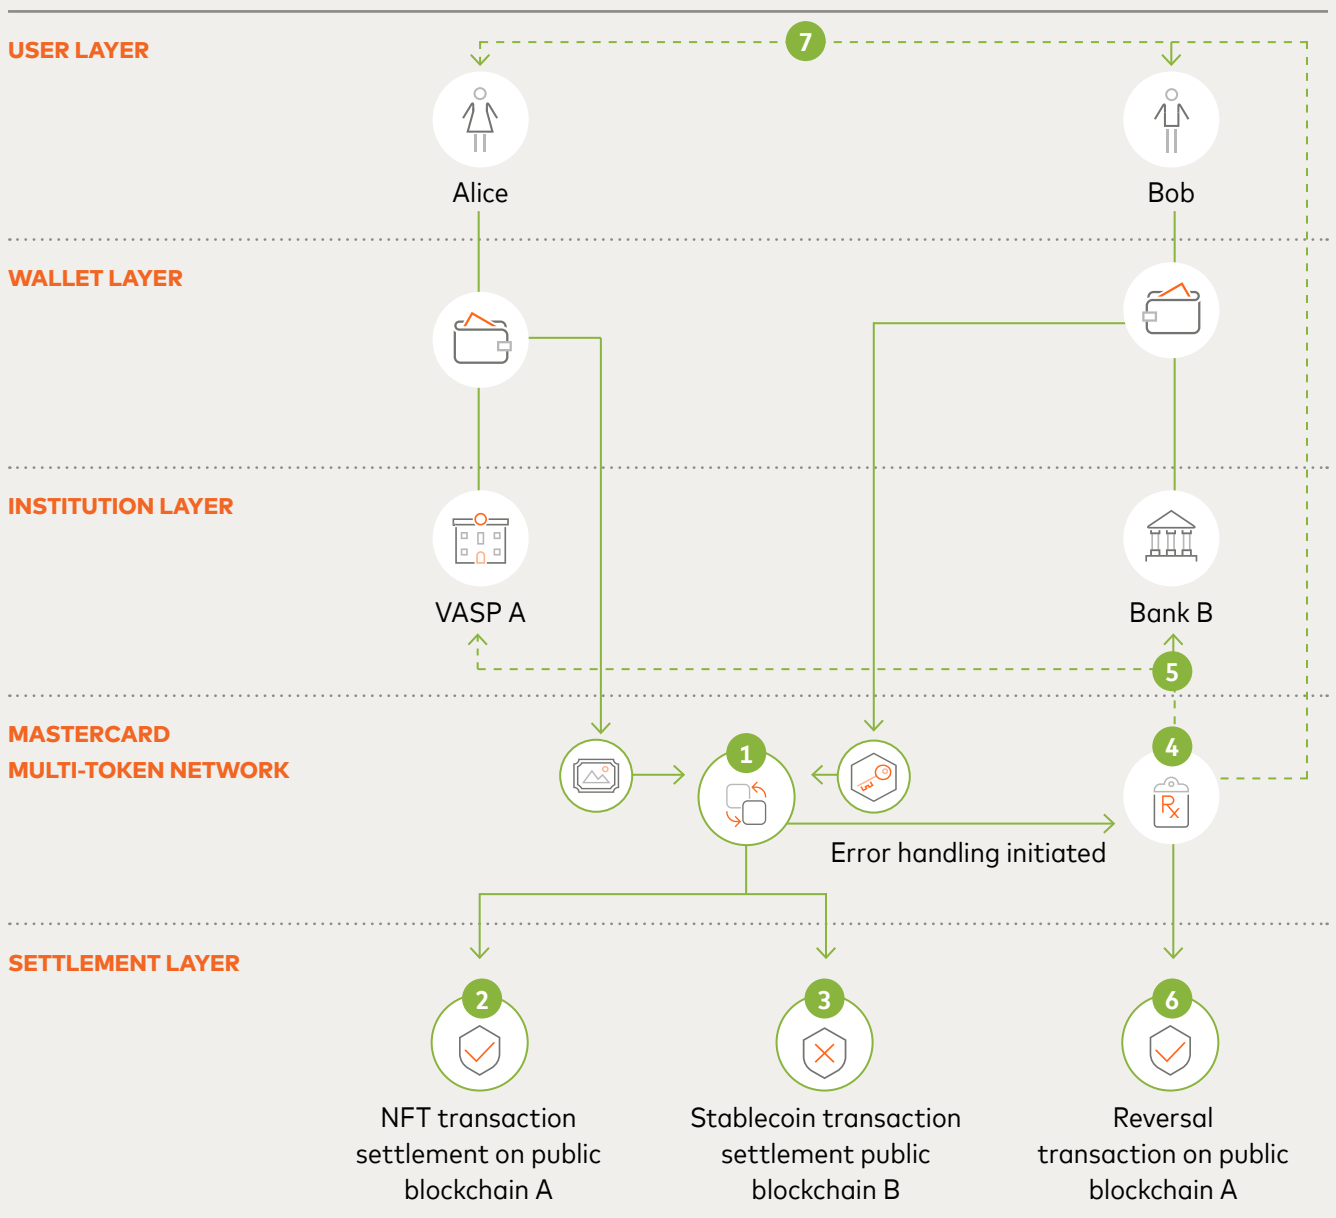 USER LAYER
7
Alice
Bob
WALLET LAYER
INSTITUTION LAYER
VASP A
Bank B
5
MASTERCARD
MULTI-TOKEN NETWORK
1
4
Rx
Error handling initiated
SETTLEMENT LAYER
2
3
6
NFT transaction
settlement on public
blockchain A
Stablecoin transaction
settlement public
blockchain B
Reversal
transaction on public
blockchain A